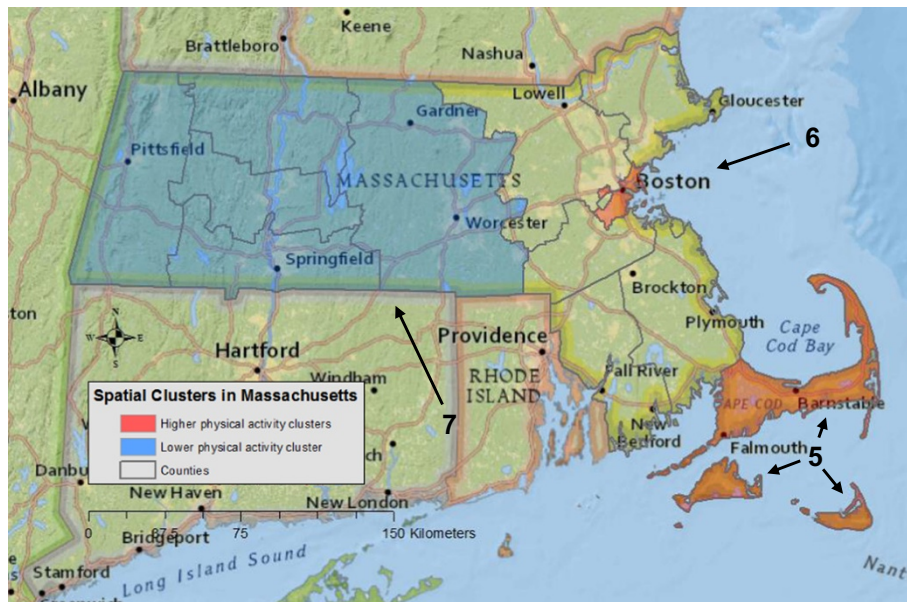 Keene
Brattleboro
Nashua
Albany
Lowell
Gloucester
Gardner
6
Pittsfield
MASSACHUSETTS
Boston
Worcester
Springfield
Brockton
Plymouth
Cape
Cod Bay
N
W E
S
Hartford
Providence
RHODE
ISLAND
Fall River
Windham
Spatial Clusters in Massachusetts
Higher physical activity clusters
Lower physical activity cluster
Counties
7
CAPE COD
Barnstable
New
Bedford
Falmouth
5
New Haven
New London
0 37.5 75 150 Kilometers
Bridgeport
Stamford
Long Island Sound
Nant